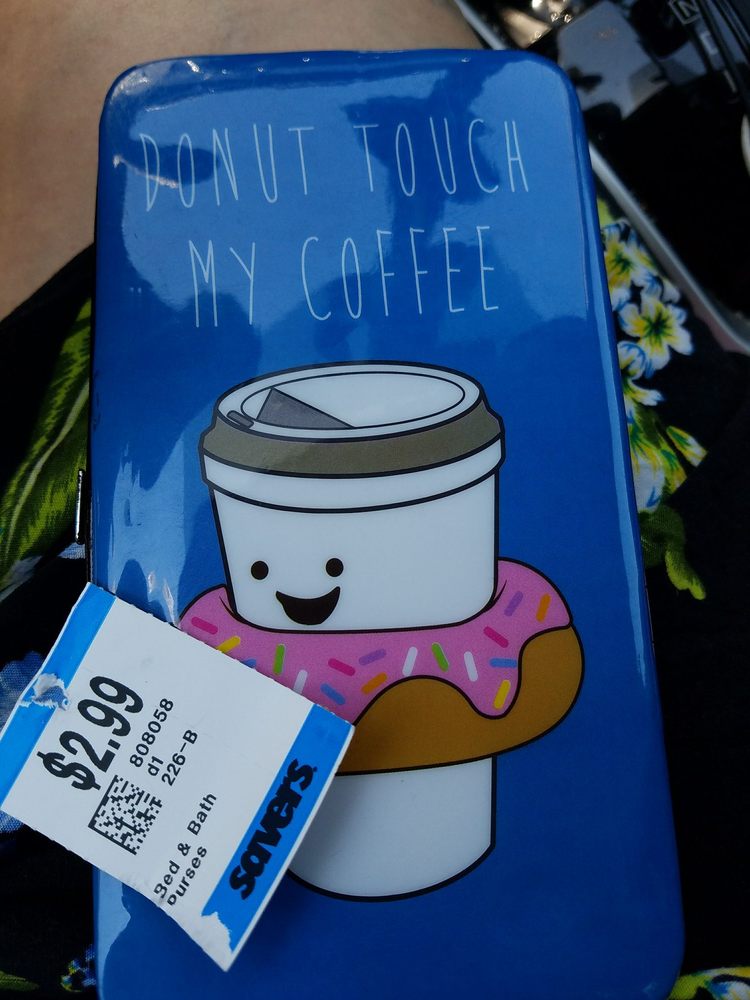 DONUT TOUCH
MY COFFEE
$2.99
808058
d1
226-B
Bed & Bath
Purses
savers